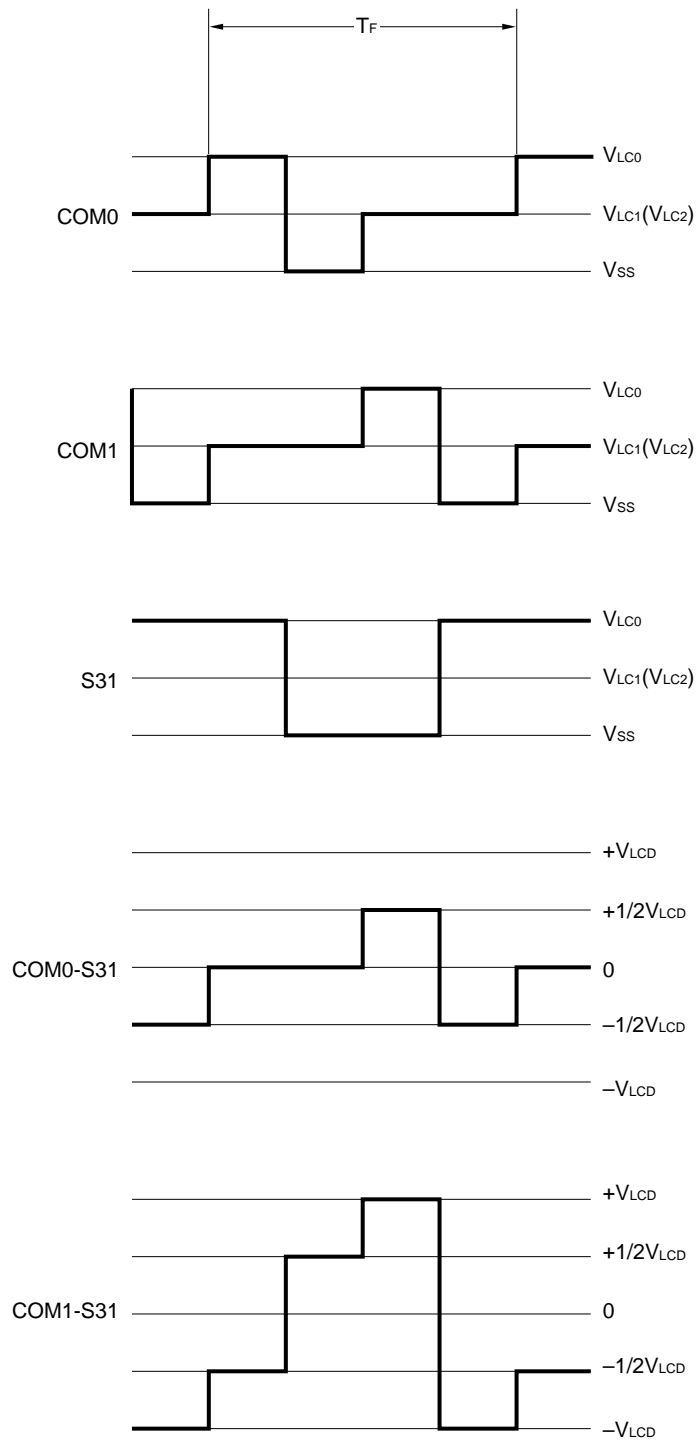 TF
COM0
VLC0
VLC1(VLC2)
VSS
COM1
VLC0
VLC1(VLC2)
VSS
S31
VLC0
VLC1(VLC2)
VSS
COM0-S31
+VLCD
+1/2VLCD
0
–1/2VLCD
–VLCD
COM1-S31
+VLCD
+1/2VLCD
0
–1/2VLCD
–VLCD